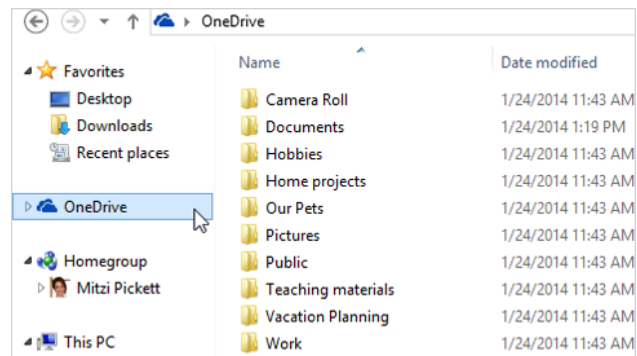 OneDrive
Favorites
Desktop
Downloads
Recent places
OneDrive
Homegroup
Mitzi Pickett
This PC
Name Date modified
Camera Roll 1/24/2014 11:43 AM
Documents 1/24/2014 1:19 PM
Hobbies 1/24/2014 11:43 AM
Home projects 1/24/2014 11:43 AM
Our Pets 1/24/2014 11:43 AM
Pictures 1/24/2014 11:43 AM
Public 1/24/2014 11:43 AM
Teaching materials 1/24/2014 11:43 AM
Vacation Planning 1/24/2014 11:43 AM
Work 1/24/2014 11:43 AM